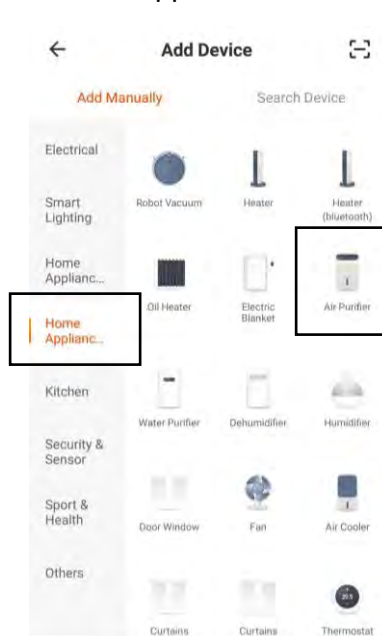 Add Device
Add Manually
Search Device
Electrical
Smart
Lighting
Home
Applianc...
Home
Applianc...
Kitchen
Security &
Sensor
Sport &
Health
Others
Robot Vacuum
Heater
Heater
(bluetooth)
Oil Heater
Electric
Blanket
Air Purifier
Water Purifier
Dehumidifier
Humidifier
Door Window
Fan
Air Cooler
Curtains
Curtains
Thermostat